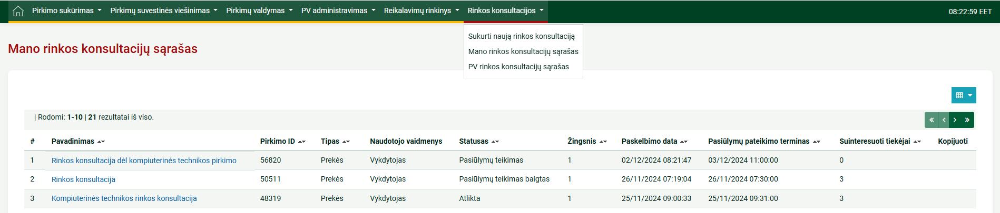 Pirkimo sukūrimas Pirkimų suvestinės viešinimas Pirkimų valdymas PV administravimas Reikalavimų rinkinys Rinkos konsultacijos 08:22:59 EET
Sukurti naują rinkos konsultaciją
Mano rinkos konsultacijų sąrašas
PV rinkos konsultacijų sąrašas
Mano rinkos konsultacijų sąrašas
| Rodomi: 1-10 | 21 rezultatai iš viso.
# Pavadinimas Pirkimo ID Tipas Naudotojo vaidmenys Statusas Žingsnis Paskelbimo data Pasiūlymų pateikimo terminas Suinteresuoti tiekėjai Kopijuoti
1 Rinkos konsultacija dėl kompiuterinės technikos pirkimo 56820 Prekės Vykdytojas Pasiūlymų teikimas 1 02/12/2024 08:21:47 03/12/2024 11:00:00 0
2 Rinkos konsultacija 50511 Prekės Vykdytojas Pasiūlymų teikimas baigtas 1 26/11/2024 07:19:04 26/11/2024 07:30:00 3
3 Kompiuterinės technikos rinkos konsultacija 48319 Prekės Vykdytojas Atlikta 1 25/11/2024 09:00:33 25/11/2024 09:31:00 3